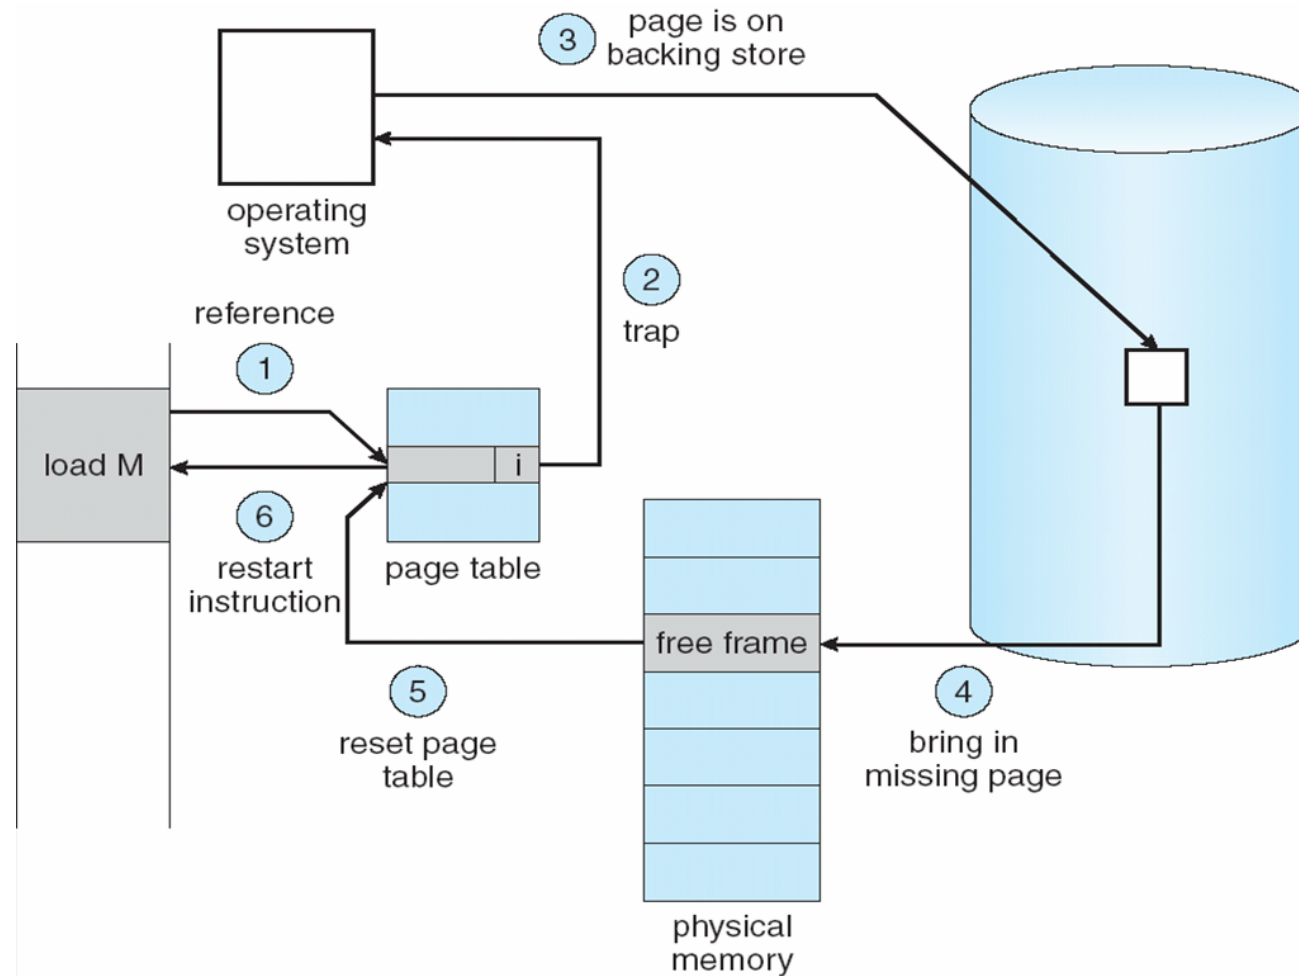 3
page is on
backing store
operating
system
2
trap
reference
1
load M
i
6
restart
instruction
page table
free frame
5
reset page
table
4
bring in
missing page
physical
memory